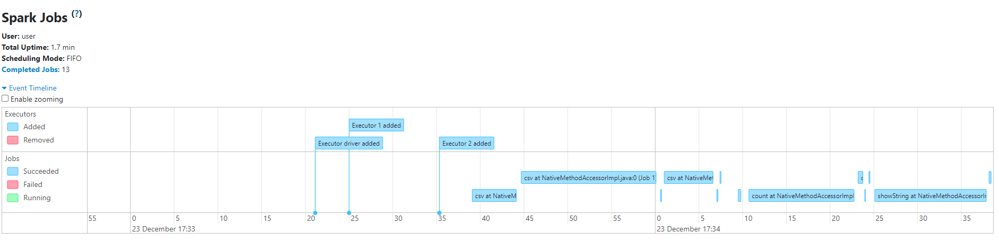 Spark Jobs (?)
User: user
Total Uptime: 1.7 min
Scheduling Mode: FIFO
Completed Jobs: 13
Event Timeline
Enable zooming
Executors
Added
Removed
Executor 1 added
Executor driver added
Executor 2 added
Jobs
Succeeded
Failed
Running
csv at NativeMethodAccessorImpl.java:0 (Job 1
csv at NativeMet
c
csv at NativeM
count at NativeMethodAccessorImpl
showString at NativeMethodAccessorIr
55 0 5 10 15 20 25 30 35 40 45 50 55 0 5 10 15 20 25 30 35
23 December 17:33
23 December 17:34